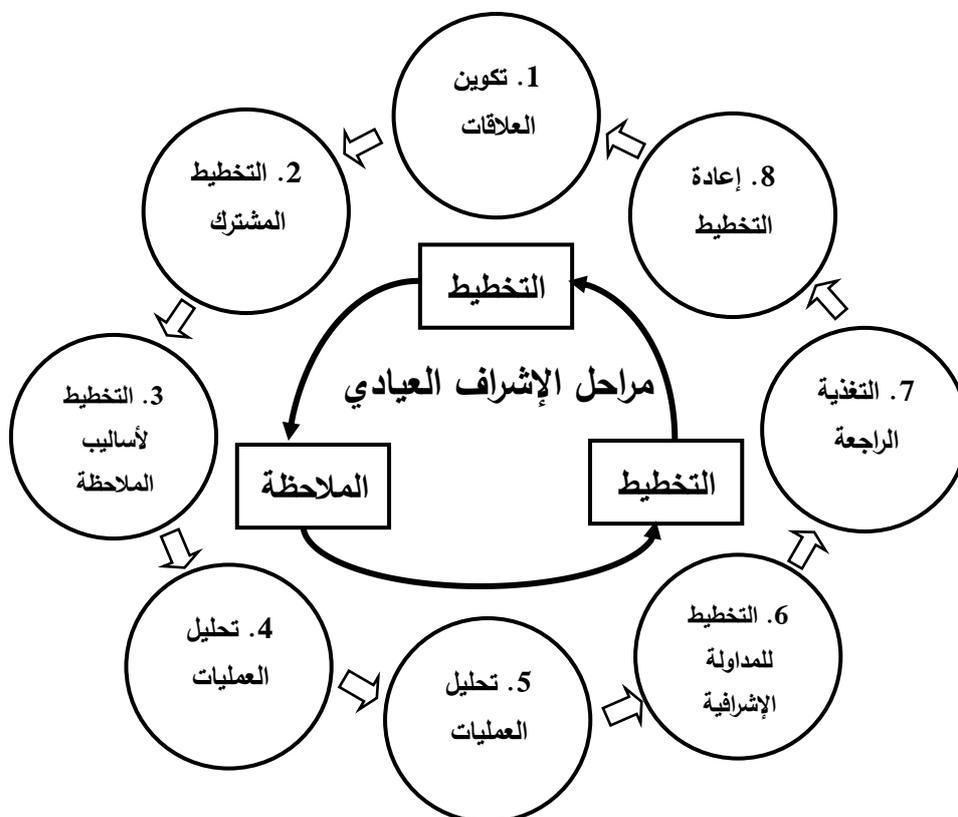 1. تكوين
العلاقات
2. التخطيط
المشترك
3. التخطيط
لأساليب
الملاحظة
4. تحليل
العمليات
5. تحليل
العمليات
6. التخطيط
للمداولة
الإشرافية
7. التغذية
الراجعة
8. إعادة
التخطيط
التخطيط
مراحل الإشراف العيادي
الملاحظة
التخطيط